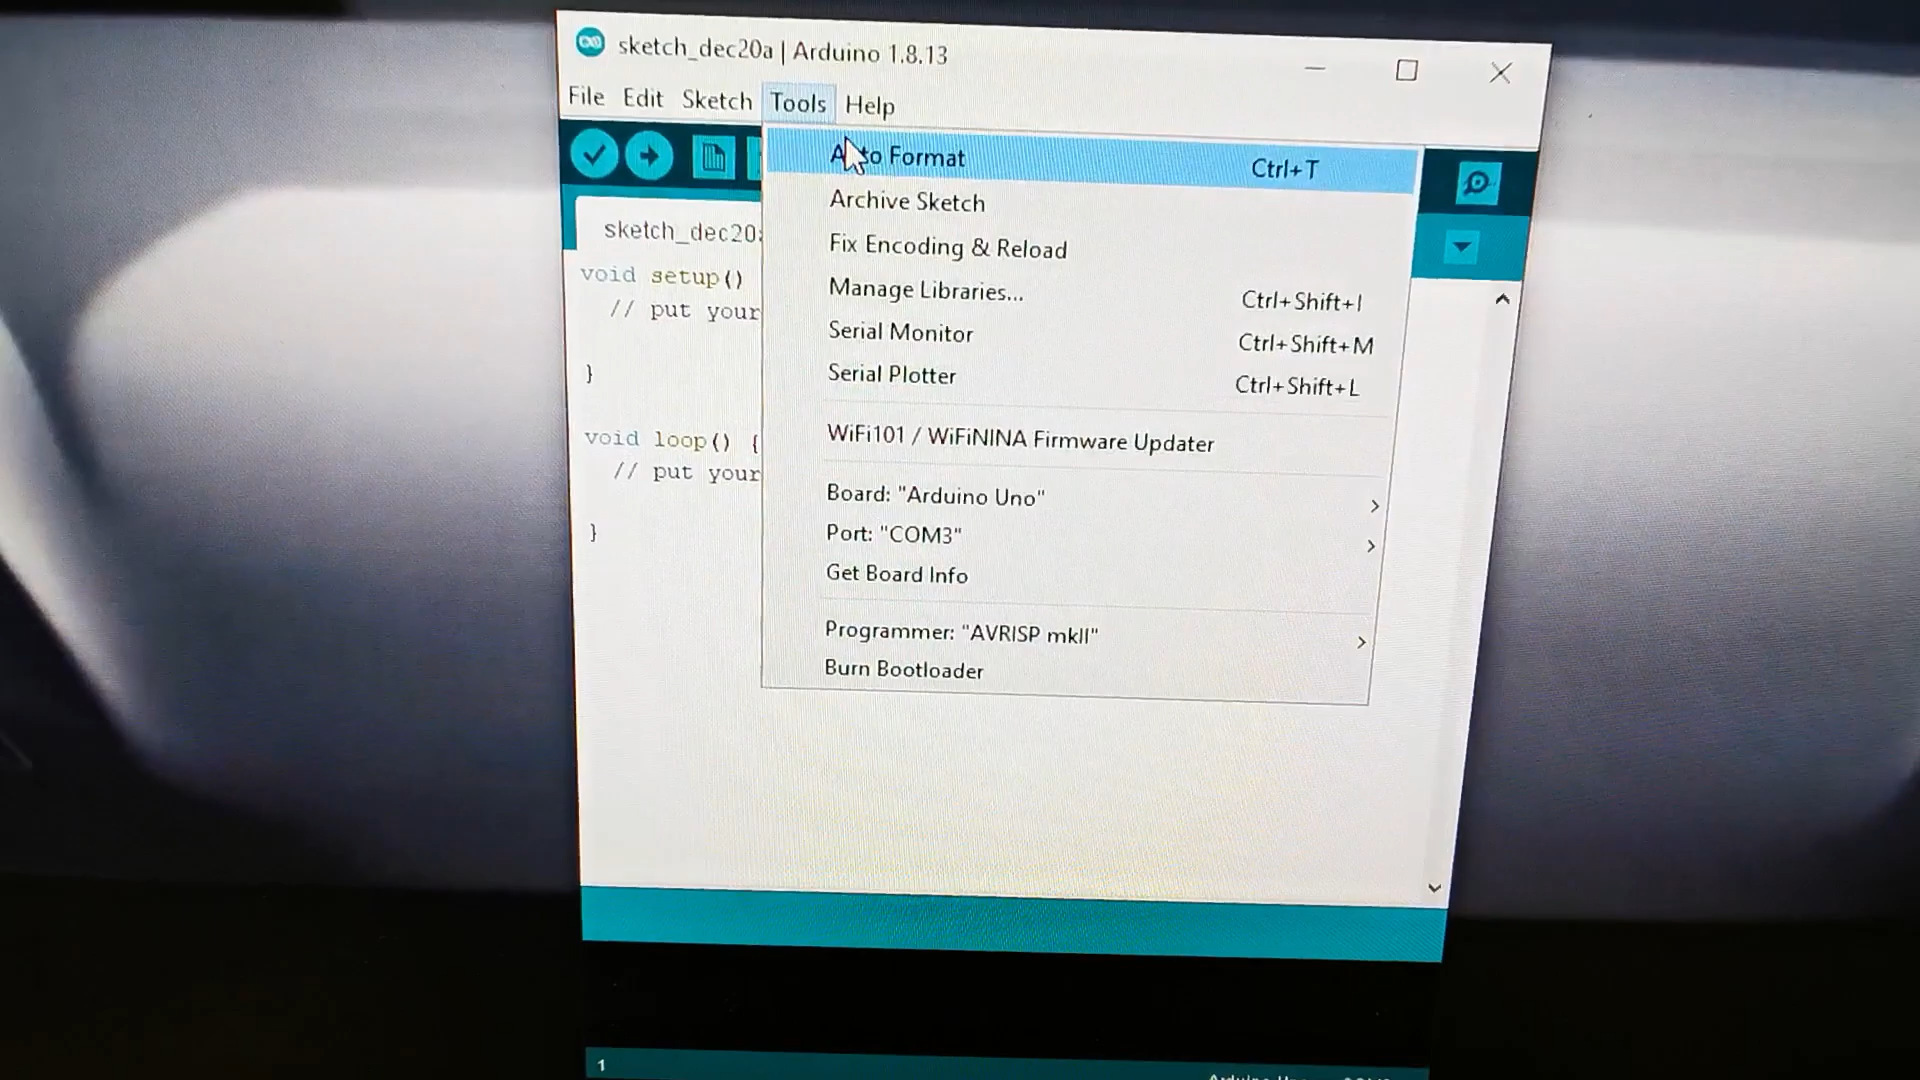 sketch_dec20a | Arduino 1.8.13
File Edit Sketch Tools Help
Auto Format Ctrl+T
Archive Sketch
Fix Encoding & Reload
Manage Libraries... Ctrl+Shift+I
Serial Monitor Ctrl+Shift+M
Serial Plotter Ctrl+Shift+L
WiFi101 / WiFiNINA Firmware Updater
Board: "Arduino Uno"
Port: "COM3"
Get Board Info
Programmer: "AVRISP mkII"
Burn Bootloader
sketch_dec20
void setup()
// put your
}
void loop() {
// put your
}
1